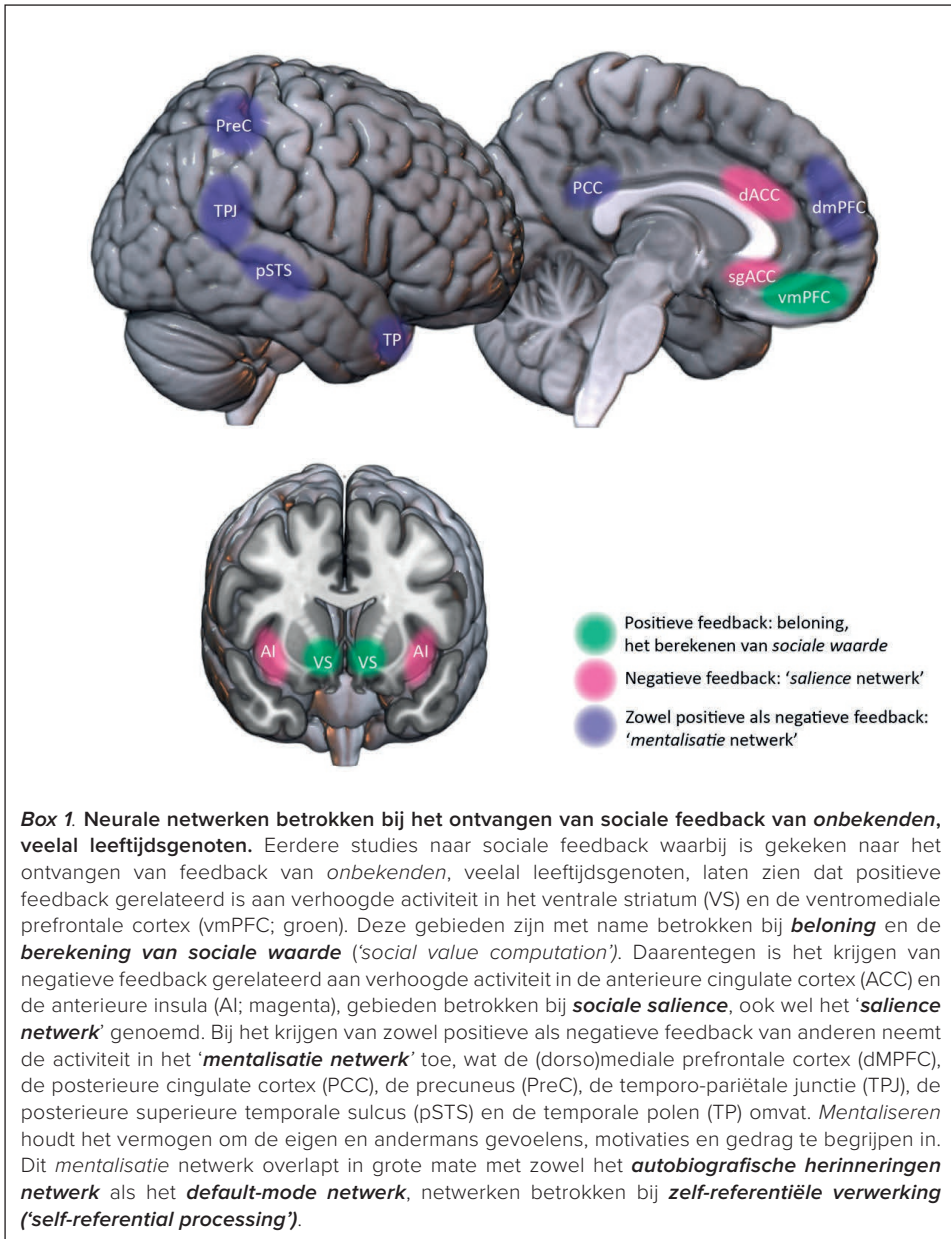 PreC
TPJ
pSTS
TP
PCC
dACC
dmPFC
sgACC
vmPFC
AI
VS
VS
AI
Positieve feedback: beloning,
het berekenen van sociale waarde
Negatieve feedback: ‘salience netwerk’
Zowel positieve als negatieve feedback:
‘mentalisatie netwerk’
Box 1. Neurale netwerken betrokken bij het ontvangen van sociale feedback van onbekenden,
veelal leeftijdsgenoten. Eerdere studies naar sociale feedback waarbij is gekeken naar het
ontvangen van feedback van onbekenden, veelal leeftijdsgenoten, laten zien dat positieve
feedback gerelateerd is aan verhoogde activiteit in het ventrale striatum (VS) en de ventromediale
prefrontale cortex (vmPFC; groen). Deze gebieden zijn met name betrokken bij beloning en de
berekening van sociale waarde (‘social value computation’). Daarentegen is het krijgen van
negatieve feedback gerelateerd aan verhoogde activiteit in de anterieure cingulate cortex (ACC) en
de anterieure insula (AI; magenta), gebieden betrokken bij sociale salience, ook wel het ‘salience
netwerk’ genoemd. Bij het krijgen van zowel positieve als negatieve feedback van anderen neemt
de activiteit in het ‘mentalisatie netwerk’ toe, wat de (dorso)mediale prefrontale cortex (dMPFC),
de posterieure cingulate cortex (PCC), de precuneus (PreC), de temporo-pariëtale junctie (TPJ), de
posterieure superieure temporale sulcus (pSTS) en de temporale polen (TP) omvat. Mentaliseren
houdt het vermogen om de eigen en andermans gevoelens, motivaties en gedrag te begrijpen in.
Dit mentalisatie netwerk overlapt in grote mate met zowel het autobiografische herinneringen
netwerk als het default-mode netwerk, netwerken betrokken bij zelf-referentiële verwerking
(‘self-referential processing’).